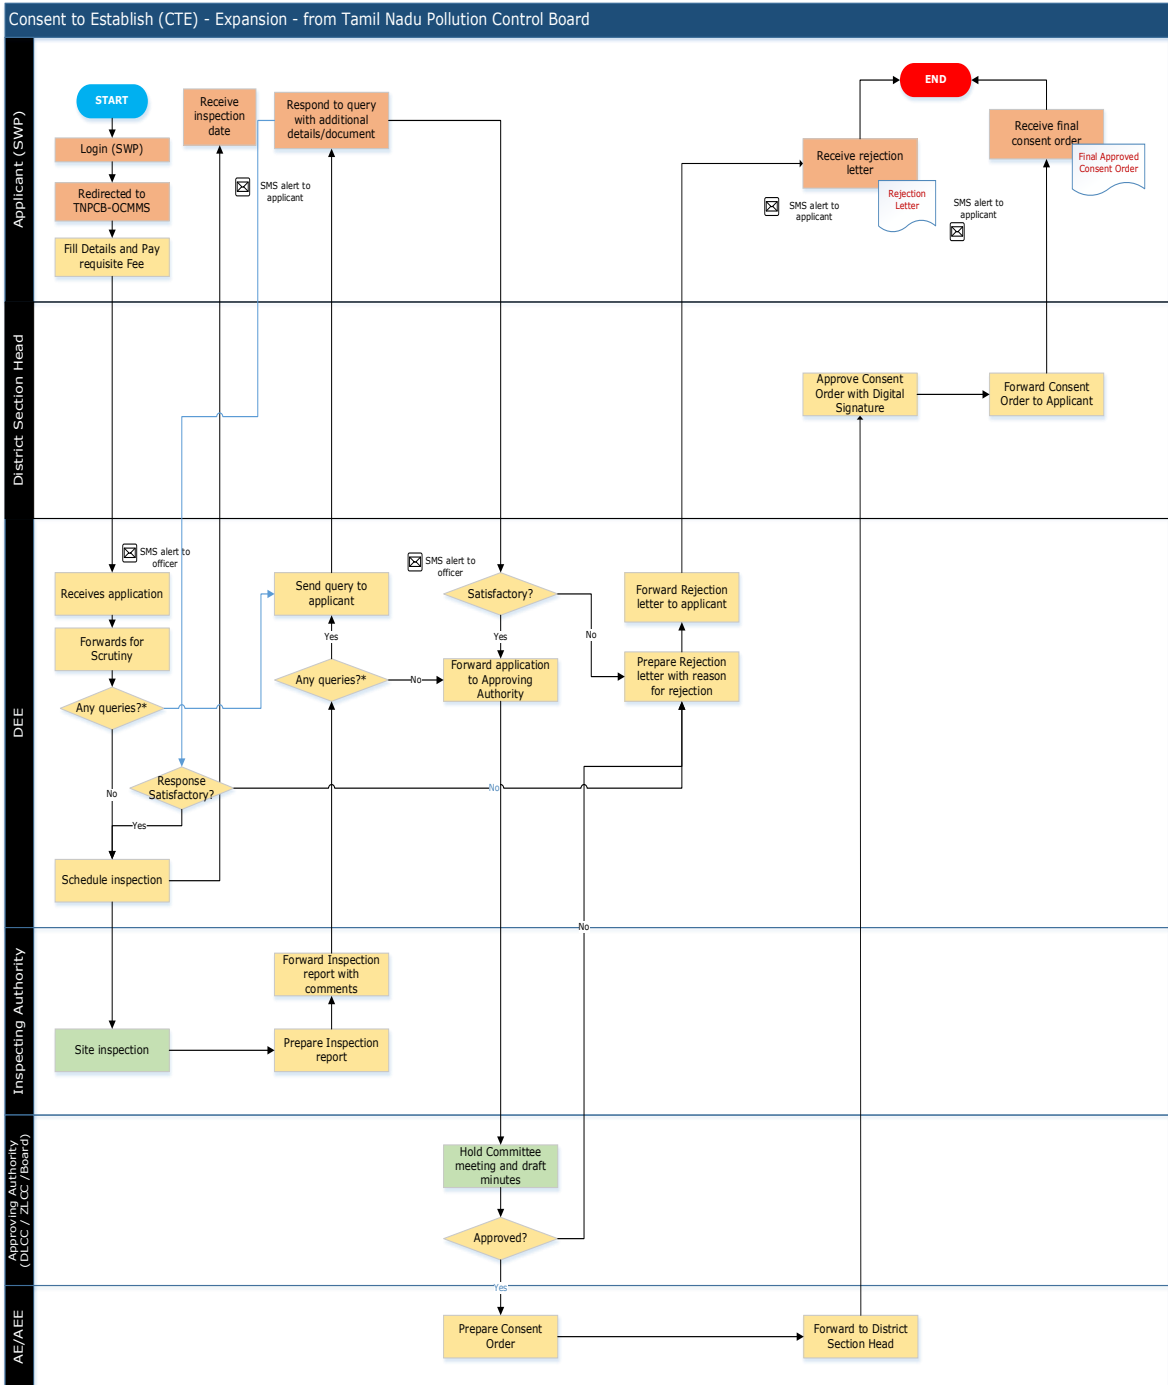 Consent to Establish (CTE) - Expansion - from Tamil Nadu Pollution Control Board
Applicant (SWP)
START
Login (SWP)
Redirected to
TNPCB-OCMMS
Fill Details and Pay
requisite Fee
Receive
inspection
date
Respond to query
with additional
details/document
SMS alert to
applicant
END
Receive rejection
letter
Rejection
Letter
SMS alert to
applicant
SMS alert to
applicant
Receive final
consent order
Final Approved
Consent Order
District Section Head
Approve Consent
Order with Digital
Signature
Forward Consent
Order to Applicant
DEE
SMS alert to
officer
Receives application
Forwards for
Scrutiny
Any queries?*
No
Response
Satisfactory?
Yes
Schedule inspection
Send query to
applicant
Yes
Any queries?*
No
SMS alert to
officer
Satisfactory?
Yes
No
Forward application
to Approving
Authority
Forward Rejection
letter to applicant
Prepare Rejection
letter with reason
for rejection
No
No
Inspecting Authority
Forward Inspection
report with
comments
Site inspection
Prepare Inspection
report
Approving Authority
(DLCC / ZLCC /Board)
Hold Committee
meeting and draft
minutes
Approved?
Yes
AE/AEE
Prepare Consent
Order
Forward to District
Section Head